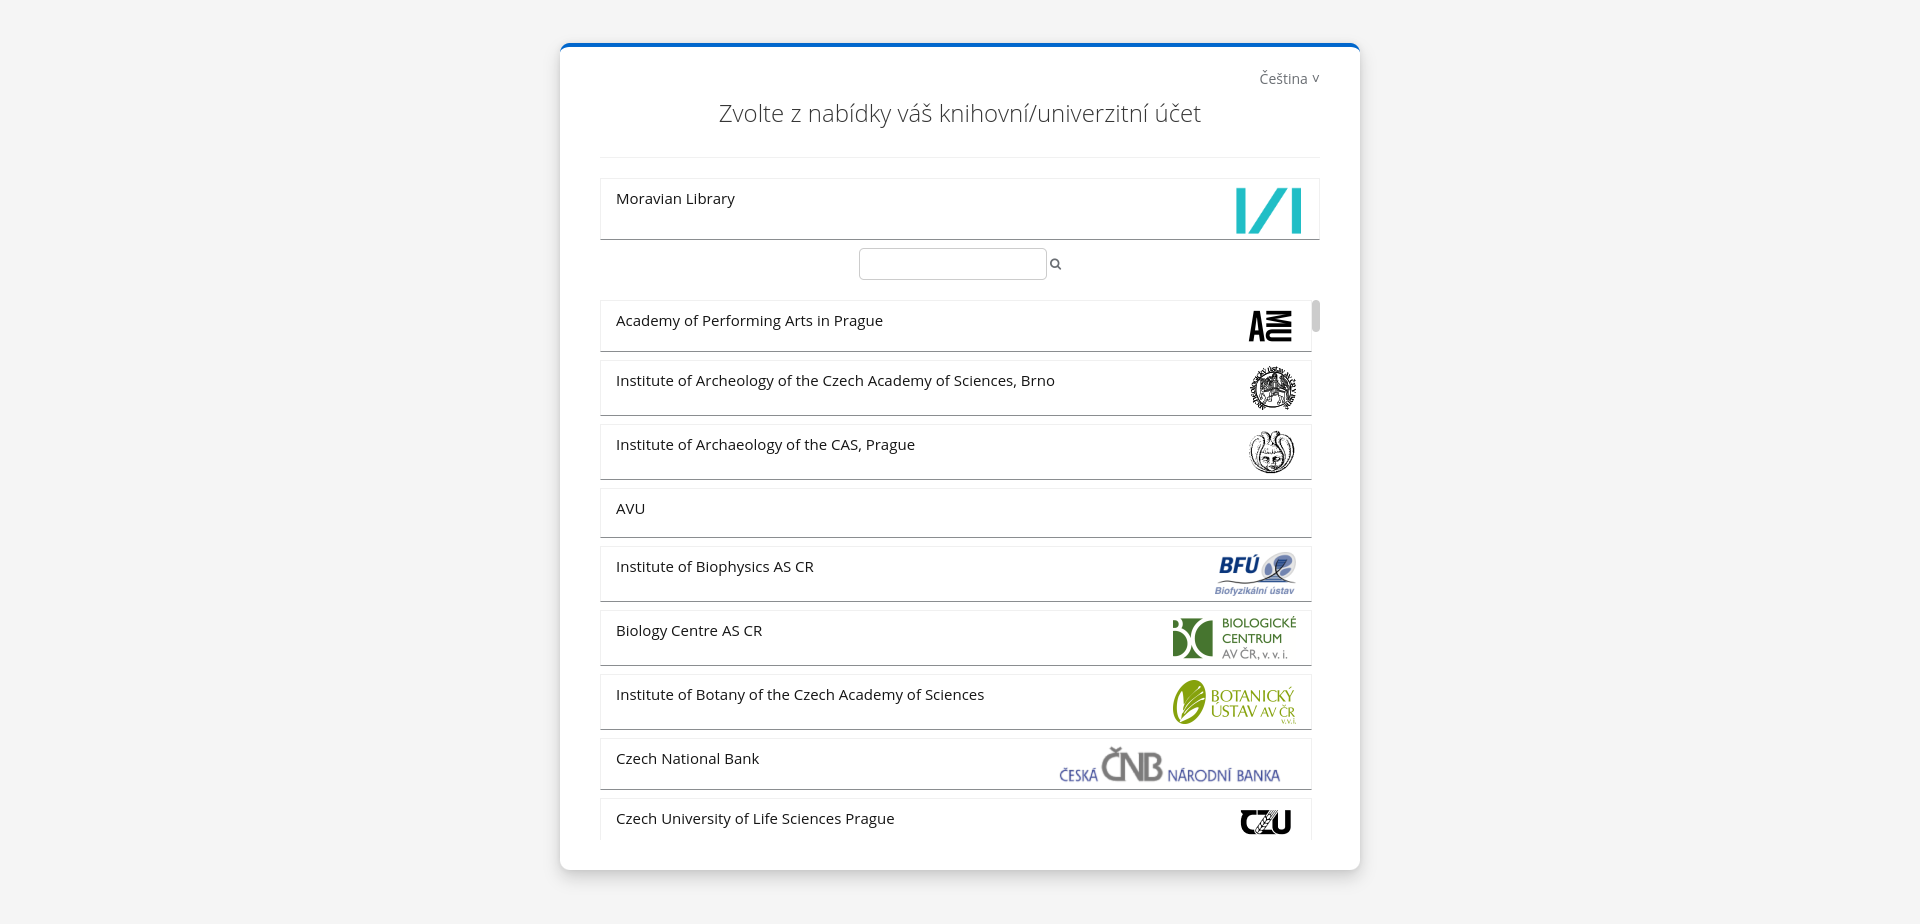 Čeština ˅
Zvolte z nabídky váš knihovní/univerzitní účet
Moravian Library
Academy of Performing Arts in Prague
AMU
Institute of Archeology of the Czech Academy of Sciences, Brno
Institute of Archaeology of the CAS, Prague
AVU
Institute of Biophysics AS CR
BFÚ
Biofyzikální ústav
Biology Centre AS CR
BIOLOGICKÉ
CENTRUM
AV ČR, v. v. i.
Institute of Botany of the Czech Academy of Sciences
BOTANICKÝ
ÚSTAV AV ČR
v.v.i.
Czech National Bank
ČESKÁ ČNB NÁRODNÍ BANKA
Czech University of Life Sciences Prague
CZU